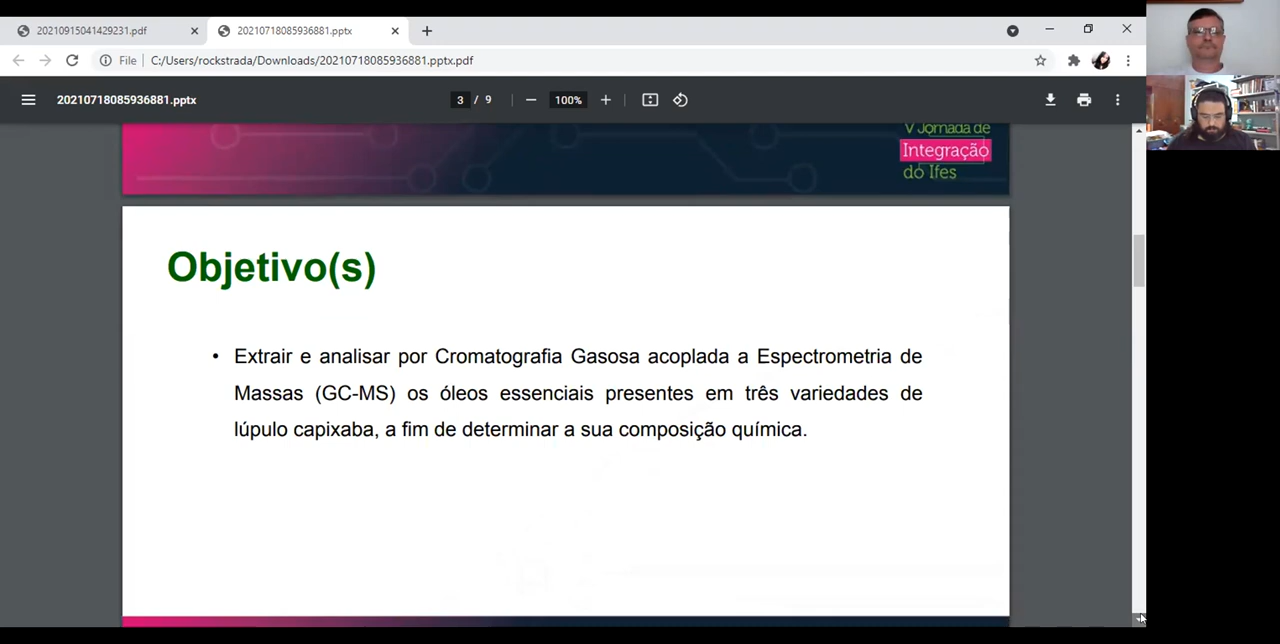 20210915041429231.pdf
20210718085936881.pptx
File
C:/Users/rockstrada/Downloads/20210718085936881.pptx.pdf
20210718085936881.pptx
3 / 9
100%
V Jornada de
Integração
do Ifes
Objetivo(s)
• Extrair e analisar por Cromatografia Gasosa acoplada a Espectrometria de
Massas (GC-MS) os óleos essenciais presentes em três variedades de
lúpulo capixaba, a fim de determinar a sua composição química.